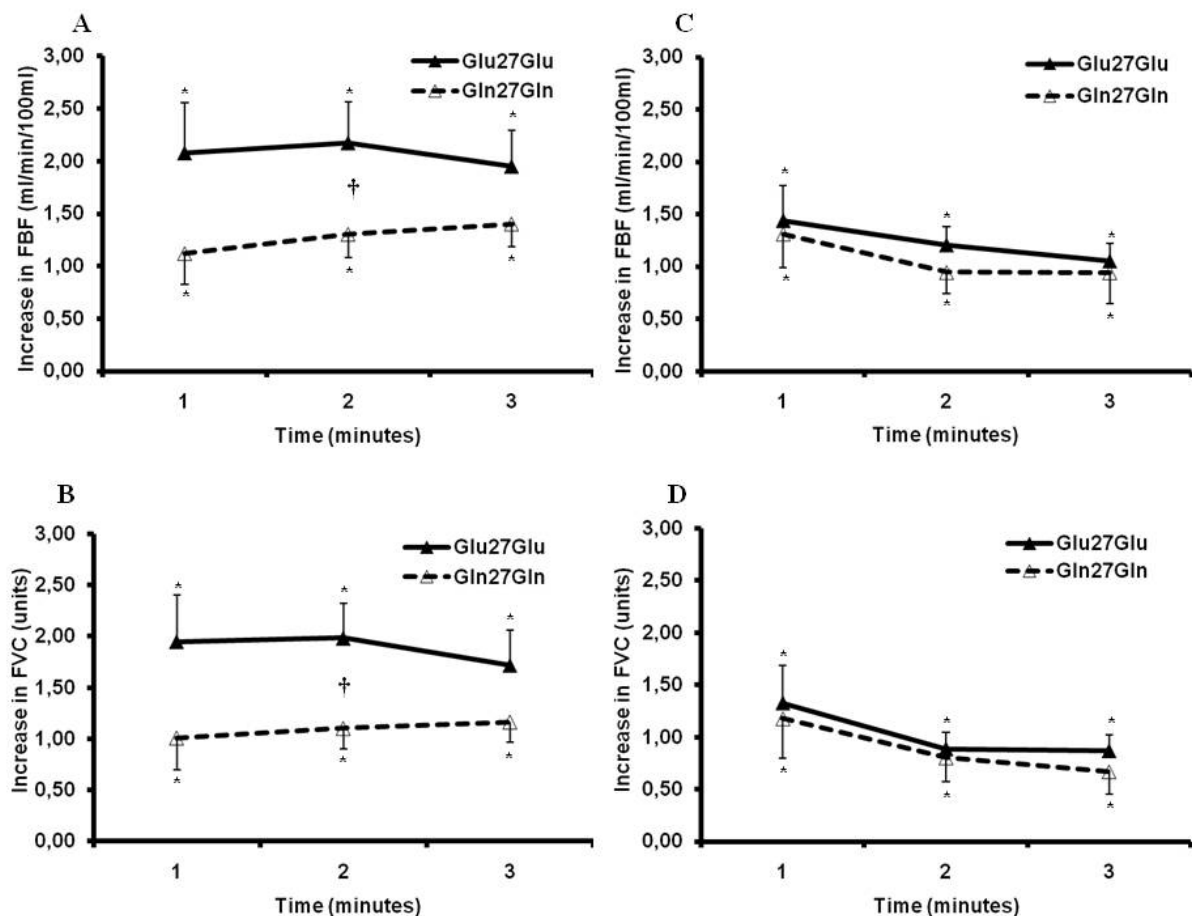 A
Increase in FBF (ml/min/100ml)
3,00
2,50
2,00
1,50
1,00
0,50
0,00
Glu27Glu
Gln27Gln
*
*
*
†
*
*
*
1 2 3
Time (minutes)
C
Increase in FBF (ml/min/100ml)
3,00
2,50
2,00
1,50
1,00
0,50
0,00
Glu27Glu
Gln27Gln
*
*
*
*
*
*
1 2 3
Time (minutes)
B
Increase in FVC (units)
3,00
2,50
2,00
1,50
1,00
0,50
0,00
Glu27Glu
Gln27Gln
*
*
*
†
*
*
*
1 2 3
Time (minutes)
D
Increase in FVC (units)
3,00
2,50
2,00
1,50
1,00
0,50
0,00
Glu27Glu
Gln27Gln
*
*
*
*
*
*
1 2 3
Time (minutes)